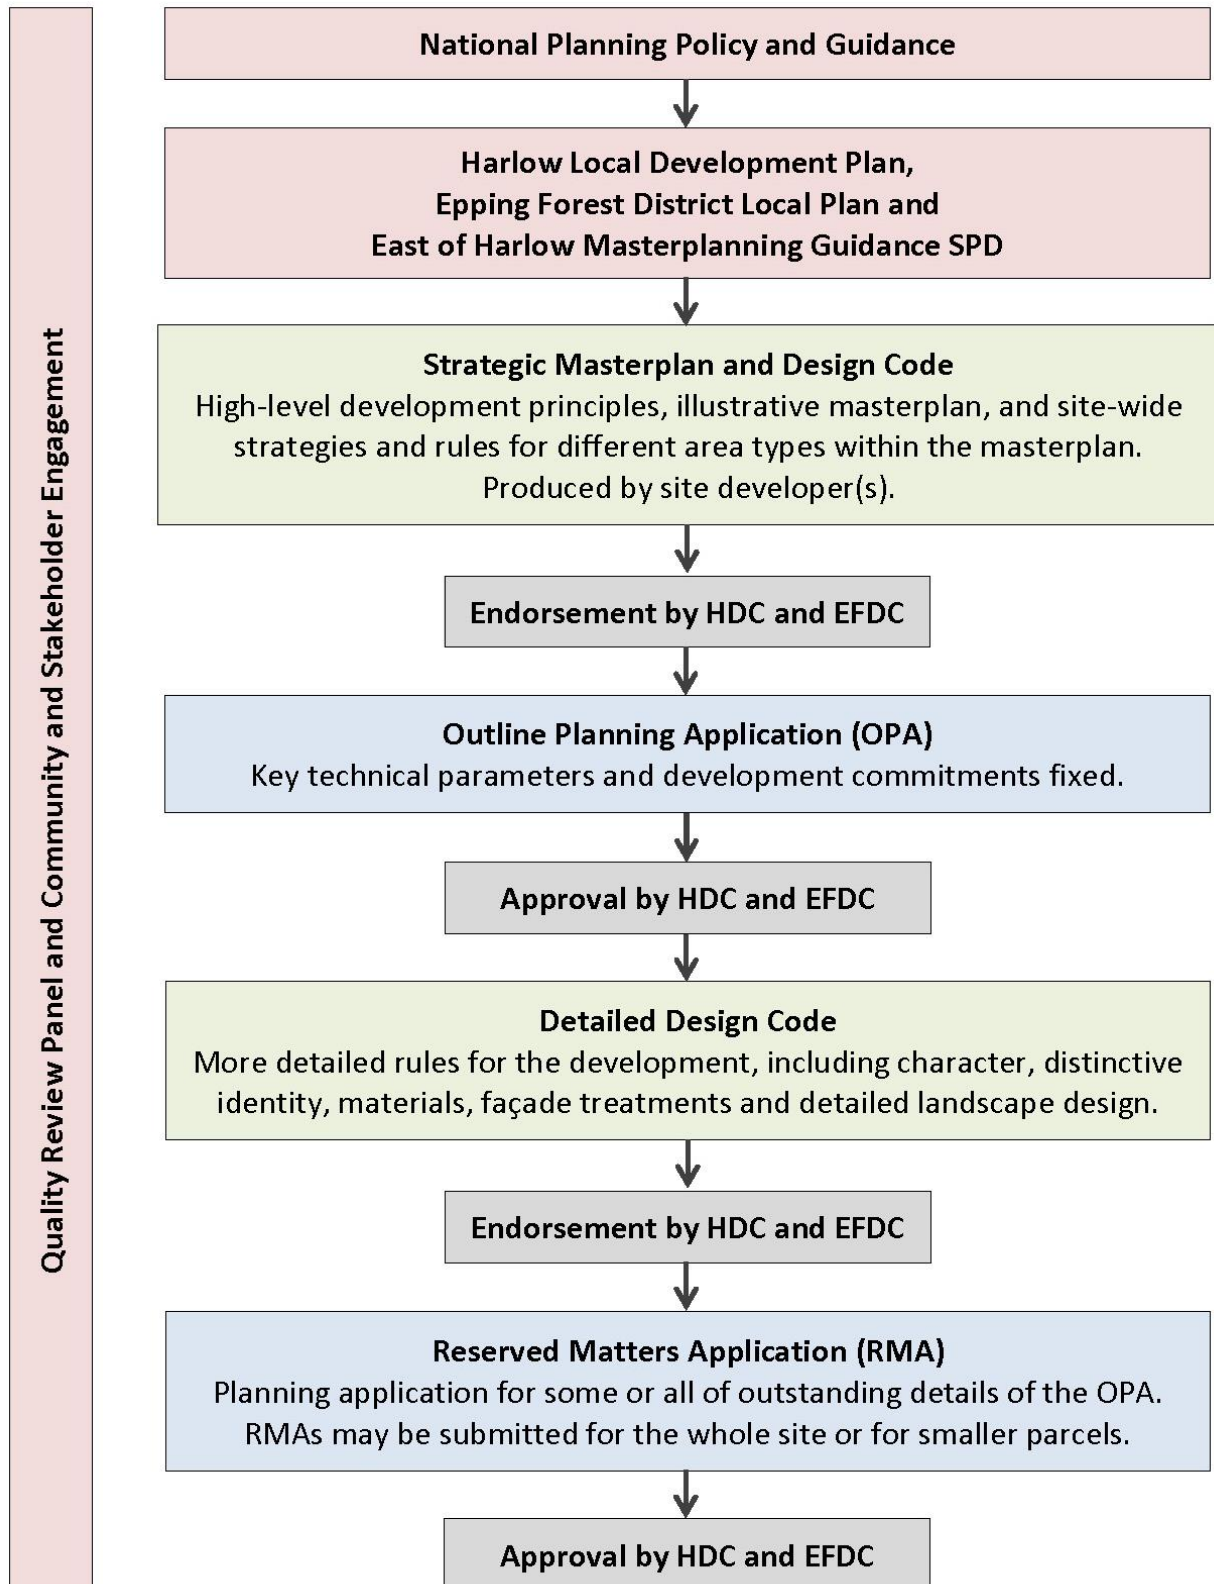 Quality Review Panel and Community and Stakeholder Engagement
National Planning Policy and Guidance
Harlow Local Development Plan,
Epping Forest District Local Plan and
East of Harlow Masterplanning Guidance SPD
Strategic Masterplan and Design Code
High-level development principles, illustrative masterplan, and site-wide
strategies and rules for different area types within the masterplan.
Produced by site developer(s).
Endorsement by HDC and EFDC
Outline Planning Application (OPA)
Key technical parameters and development commitments fixed.
Approval by HDC and EFDC
Detailed Design Code
More detailed rules for the development, including character, distinctive
identity, materials, façade treatments and detailed landscape design.
Endorsement by HDC and EFDC
Reserved Matters Application (RMA)
Planning application for some or all of outstanding details of the OPA.
RMAs may be submitted for the whole site or for smaller parcels.
Approval by HDC and EFDC